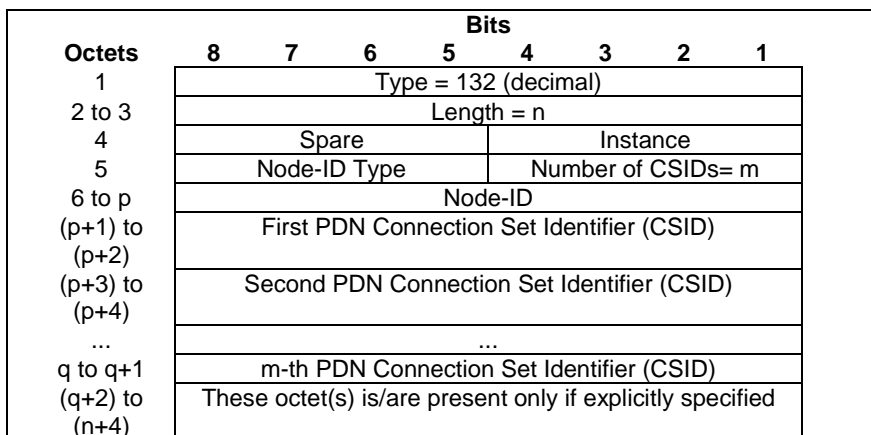 Bits
Octets 8 7 6 5 4 3 2 1
1 Type = 132 (decimal)
2 to 3 Length = n
4 Spare Instance
5 Node-ID Type Number of CSIDs= m
6 to p Node-ID
(p+1) to First PDN Connection Set Identifier (CSID)
(p+2)
(p+3) to Second PDN Connection Set Identifier (CSID)
(p+4)
... ...
q to q+1 m-th PDN Connection Set Identifier (CSID)
(q+2) to These octet(s) is/are present only if explicitly specified
(n+4)